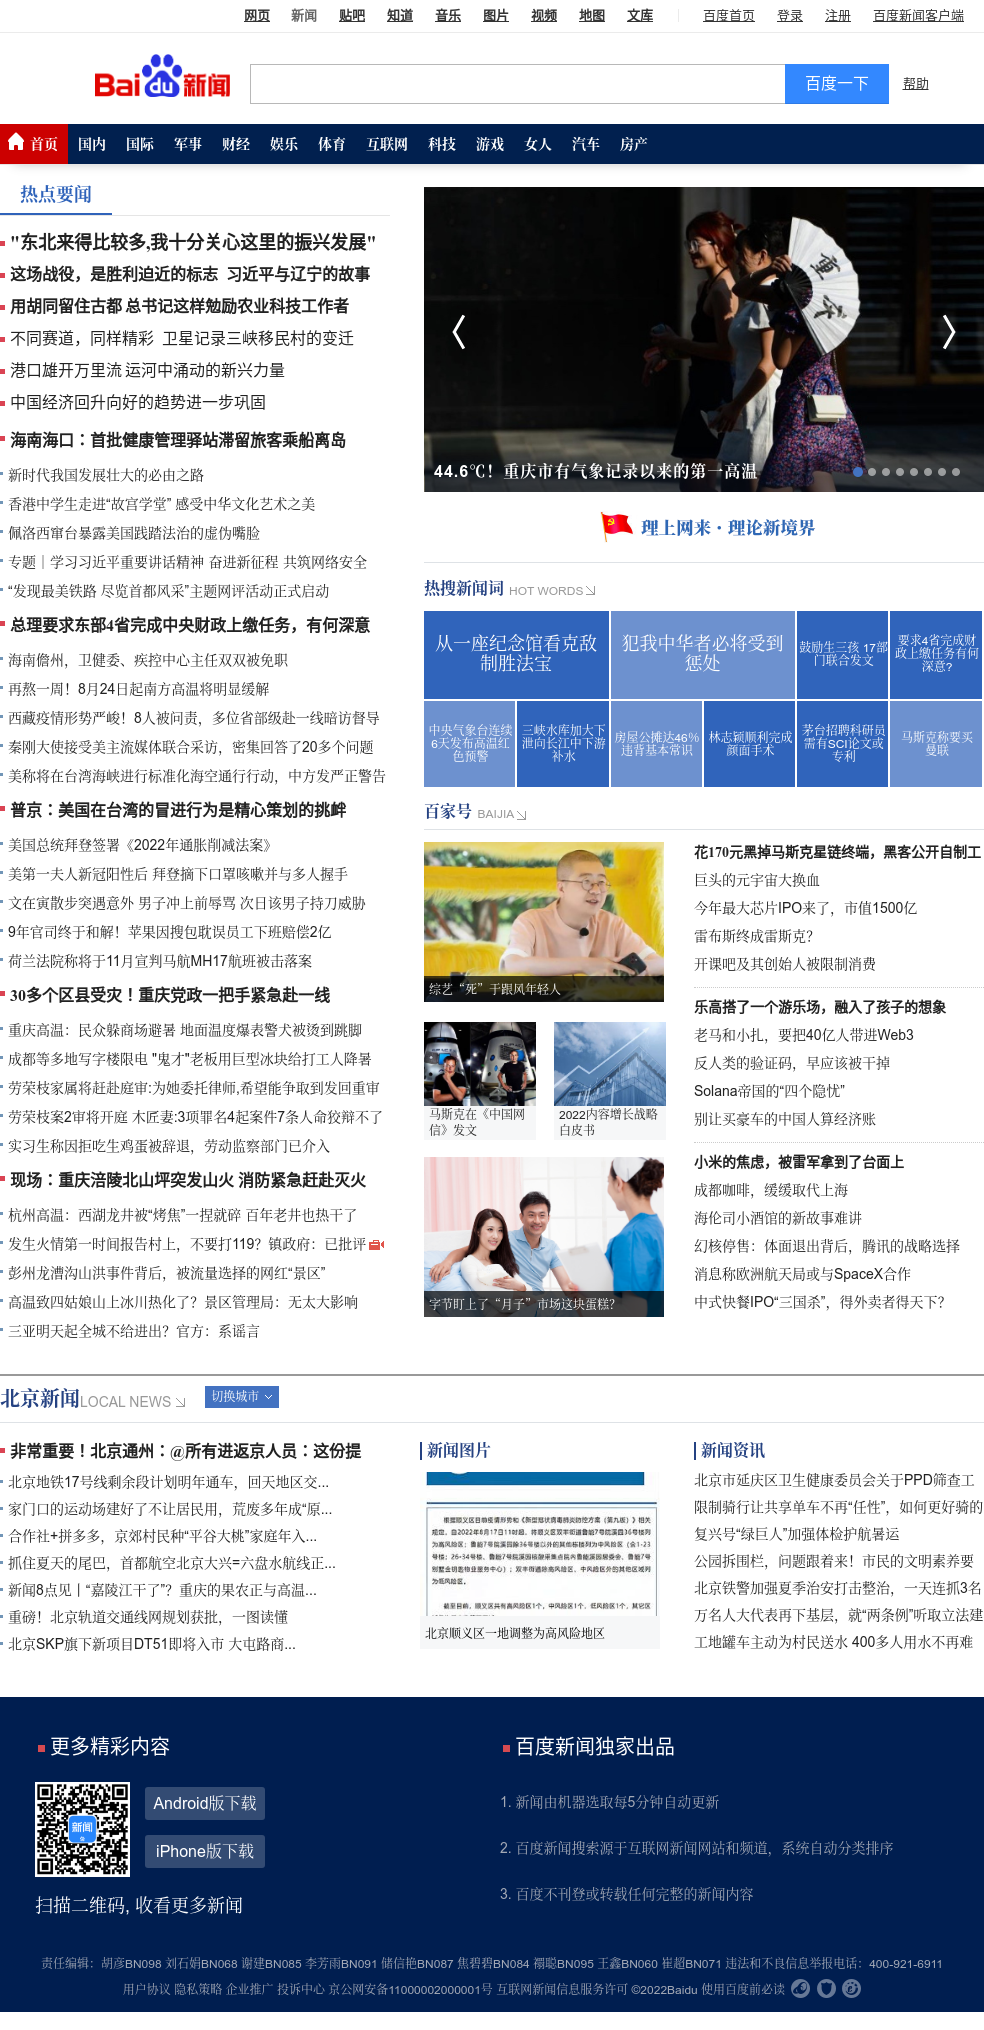 网页 新闻 贴吧 知道 音乐 图片 视频 地图 文库 百度首页 登录 注册 百度新闻客户端
Bai du 新闻
百度一下 帮助
首页 国内 国际 军事 财经 娱乐 体育 互联网 科技 游戏 女人 汽车 房产
热点要闻
"东北来得比较多,我十分关心这里的振兴发展"
这场战役，是胜利迫近的标志 习近平与辽宁的故事
用胡同留住古都 总书记这样勉励农业科技工作者
不同赛道，同样精彩 卫星记录三峡移民村的变迁
港口雄开万里流 运河中涌动的新兴力量
中国经济回升向好的趋势进一步巩固
海南海口：首批健康管理驿站滞留旅客乘船离岛
新时代我国发展壮大的必由之路
香港中学生走进“故宫学堂” 感受中华文化艺术之美
佩洛西窜台暴露美国践踏法治的虚伪嘴脸
专题｜学习习近平重要讲话精神 奋进新征程 共筑网络安全
“发现最美铁路 尽览首都风采”主题网评活动正式启动
总理要求东部4省完成中央财政上缴任务，有何深意
海南儋州，卫健委、疾控中心主任双双被免职
再熬一周！8月24日起南方高温将明显缓解
西藏疫情形势严峻！8人被问责，多位省部级赴一线暗访督导
秦刚大使接受美主流媒体联合采访，密集回答了20多个问题
美称将在台湾海峡进行标准化海空通行行动，中方发严正警告
普京：美国在台湾的冒进行为是精心策划的挑衅
美国总统拜登签署《2022年通胀削减法案》
美第一夫人新冠阳性后 拜登摘下口罩咳嗽并与多人握手
文在寅散步突遇意外 男子冲上前辱骂 次日该男子持刀威胁
9年官司终于和解！苹果因搜包耽误员工下班赔偿2亿
荷兰法院称将于11月宣判马航MH17航班被击落案
30多个区县受灾！重庆党政一把手紧急赴一线
重庆高温：民众躲商场避暑 地面温度爆表警犬被烫到跳脚
成都等多地写字楼限电 "鬼才"老板用巨型冰块给打工人降暑
劳荣枝家属将赶赴庭审:为她委托律师,希望能争取到发回重审
劳荣枝案2审将开庭 木匠妻:3项罪名4起案件7条人命狡辩不了
实习生称因拒吃生鸡蛋被辞退，劳动监察部门已介入
现场：重庆涪陵北山坪突发山火 消防紧急赶赴灭火
杭州高温：西湖龙井被“烤焦”一捏就碎 百年老井也热干了
发生火情第一时间报告村上，不要打119？镇政府：已批评
彭州龙漕沟山洪事件背后，被流量选择的网红“景区”
高温致四姑娘山上冰川热化了？景区管理局：无太大影响
三亚明天起全城不给进出？官方：系谣言
重庆
44.6℃！重庆市有气象记录以来的第一高温
理上网来·理论新境界
热搜新闻词 HOT WORDS
从一座纪念馆看克敌制胜法宝
犯我中华者必将受到惩处
鼓励生三孩 17部门联合发文
要求4省完成财政上缴任务有何深意?
中央气象台连续6天发布高温红色预警
三峡水库加大下泄向长江中下游补水
房屋公摊达46%违背基本常识
林志颖顺利完成颜面手术
茅台招聘科研员需有SCI论文或专利
马斯克称要买曼联
百家号 BAIJIA
综艺“死”于跟风年轻人
马斯克在《中国网信》发文
2022内容增长战略白皮书
字节盯上了“月子”市场这块蛋糕？
花170元黑掉马斯克星链终端，黑客公开自制工
巨头的元宇宙大换血
今年最大芯片IPO来了，市值1500亿
雷布斯终成雷斯克？
开课吧及其创始人被限制消费
乐高搭了一个游乐场，融入了孩子的想象
老马和小扎，要把40亿人带进Web3
反人类的验证码，早应该被干掉
Solana帝国的“四个隐忧”
别让买豪车的中国人算经济账
小米的焦虑，被雷军拿到了台面上
成都咖啡，缓缓取代上海
海伦司小酒馆的新故事难讲
幻核停售：体面退出背后，腾讯的战略选择
消息称欧洲航天局或与SpaceX合作
中式快餐IPO“三国杀”，得外卖者得天下？
北京新闻 LOCAL NEWS 切换城市
非常重要！北京通州：@所有进返京人员：这份提
北京地铁17号线剩余段计划明年通车，回天地区交...
家门口的运动场建好了不让居民用，荒废多年成“原...
合作社+拼多多，京郊村民种“平谷大桃”家庭年入...
抓住夏天的尾巴，首都航空北京大兴=六盘水航线正...
新闻8点见丨“嘉陵江干了”？重庆的果农正与高温...
重磅！北京轨道交通线网规划获批，一图读懂
北京SKP旗下新项目DT51即将入市 大屯路商...
新闻图片
北京顺义区一地调整为高风险地区
新闻资讯
北京市延庆区卫生健康委员会关于PPD筛查工
限制骑行让共享单车不再“任性”，如何更好骑的
复兴号“绿巨人”加强体检护航暑运
公园拆围栏，问题跟着来！市民的文明素养要
北京铁警加强夏季治安打击整治，一天连抓3名
万名人大代表再下基层，就“两条例”听取立法建
工地罐车主动为村民送水 400多人用水不再难
更多精彩内容
新闻
Android版下载
iPhone版下载
扫描二维码, 收看更多新闻
百度新闻独家出品
1. 新闻由机器选取每5分钟自动更新
2. 百度新闻搜索源于互联网新闻网站和频道，系统自动分类排序
3. 百度不刊登或转载任何完整的新闻内容
责任编辑：胡彦BN098 刘石娟BN068 谢建BN085 李芳雨BN091 储信艳BN087 焦碧碧BN084 禤聪BN095 王鑫BN060 崔超BN071 违法和不良信息举报电话：400-921-6911
用户协议 隐私策略 企业推广 投诉中心 京公网安备11000002000001号 互联网新闻信息服务许可 ©2022Baidu 使用百度前必读